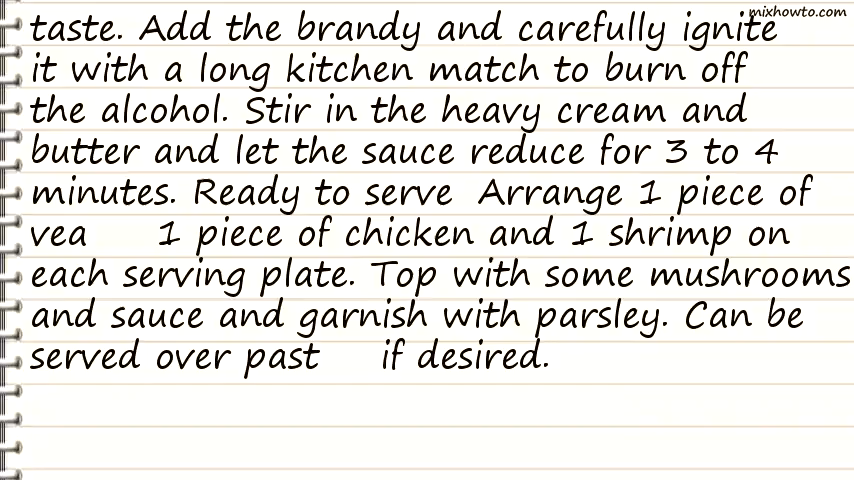 mixhowto.com
taste. Add the brandy and carefully ignite
it with a long kitchen match to burn off
the alcohol. Stir in the heavy cream and
butter and let the sauce reduce for 3 to 4
minutes. Ready to serve  Arrange 1 piece of
vea      1 piece of chicken and 1 shrimp on
each serving plate. Top with some mushrooms
and sauce and garnish with parsley. Can be
served over past      if desired.